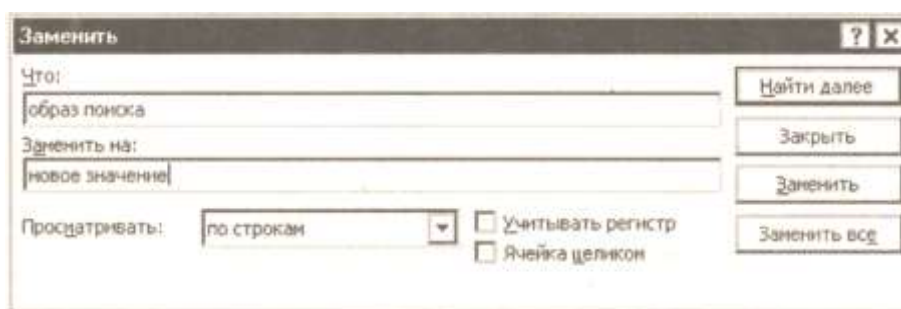 Заменить
Что:
образ поиска
Заменить на:
новое значение
Просматривать:
по строкам
Учитывать регистр
Ячейка целиком
Найти далее
Закрыть
Заменить
Заменить все